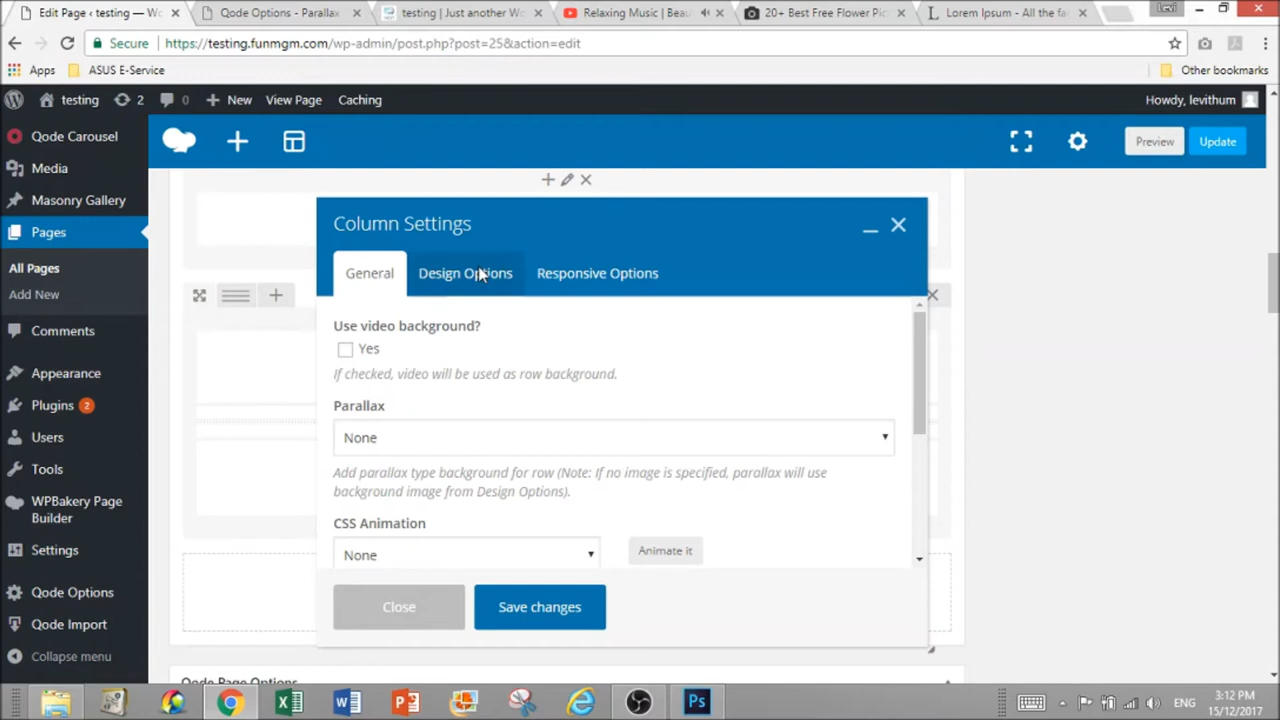 Edit Page ‹ testing — Wo
Qode Options - Parallax
testing | Just another Wo
Relaxing Music | Beau
20+ Best Free Flower Pic
Lorem Ipsum - All the fa
Levi
Secure
https://testing.funmgm.com/wp-admin/post.php?post=25&action=edit
Apps
ASUS E-Service
Other bookmarks
testing
2
0
New
View Page
Caching
Howdy, levithum
Qode Carousel
Media
Masonry Gallery
Pages
All Pages
Add New
Comments
Appearance
Plugins 2
Users
Tools
WPBakery Page
Builder
Settings
Qode Options
Qode Import
Collapse menu
Preview
Update
Column Settings
General
Design Options
Responsive Options
Use video background?
Yes
If checked, video will be used as row background.
Parallax
None
Add parallax type background for row (Note: If no image is specified, parallax will use
background image from Design Options).
CSS Animation
None
Animate it
Close
Save changes
Qode Page Options
ENG
3:12 PM
15/12/2017